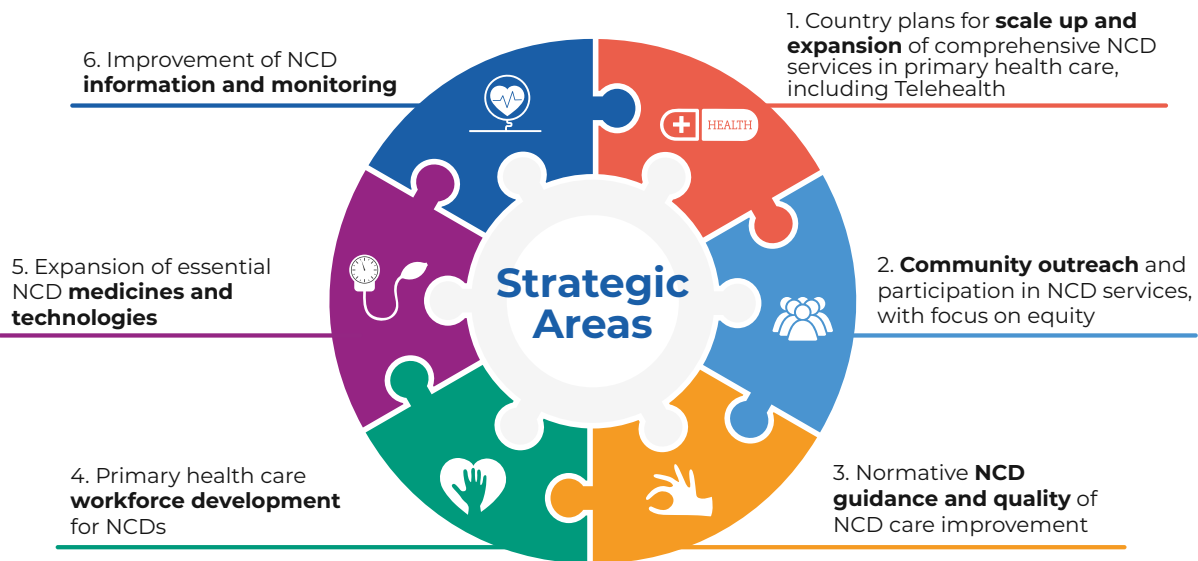 1. Country plans for scale up and
expansion of comprehensive NCD
services in primary health care,
including Telehealth
HEALTH
2. Community outreach and
participation in NCD services,
with focus on equity
3. Normative NCD
guidance and quality of
NCD care improvement
4. Primary health care
workforce development
for NCDs
5. Expansion of essential
NCD medicines and
technologies
6. Improvement of NCD
information and monitoring
Strategic
Areas